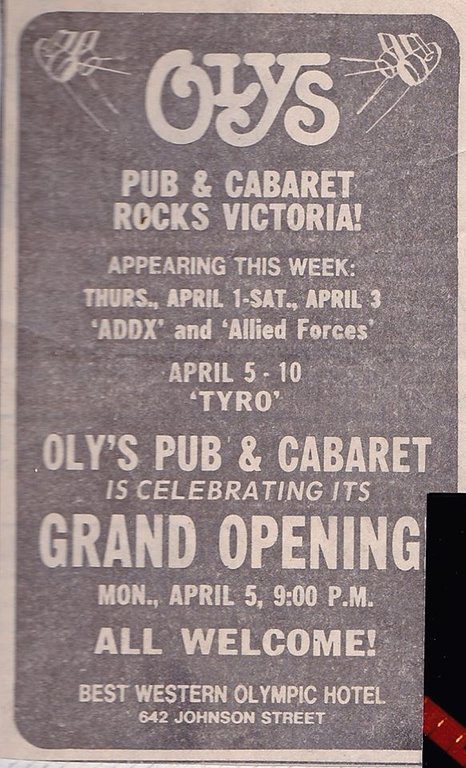 OLYS
PUB & CABARET
ROCKS VICTORIA!
APPEARING THIS WEEK:
THURS., APRIL 1-SAT., APRIL 3
'ADDX' and 'Allied Forces'
APRIL 5 - 10
'TYRO'
OLY'S PUB & CABARET
IS CELEBRATING ITS
GRAND OPENING
MON., APRIL 5, 9:00 P.M.
ALL WELCOME!
BEST WESTERN OLYMPIC HOTEL
642 JOHNSON STREET